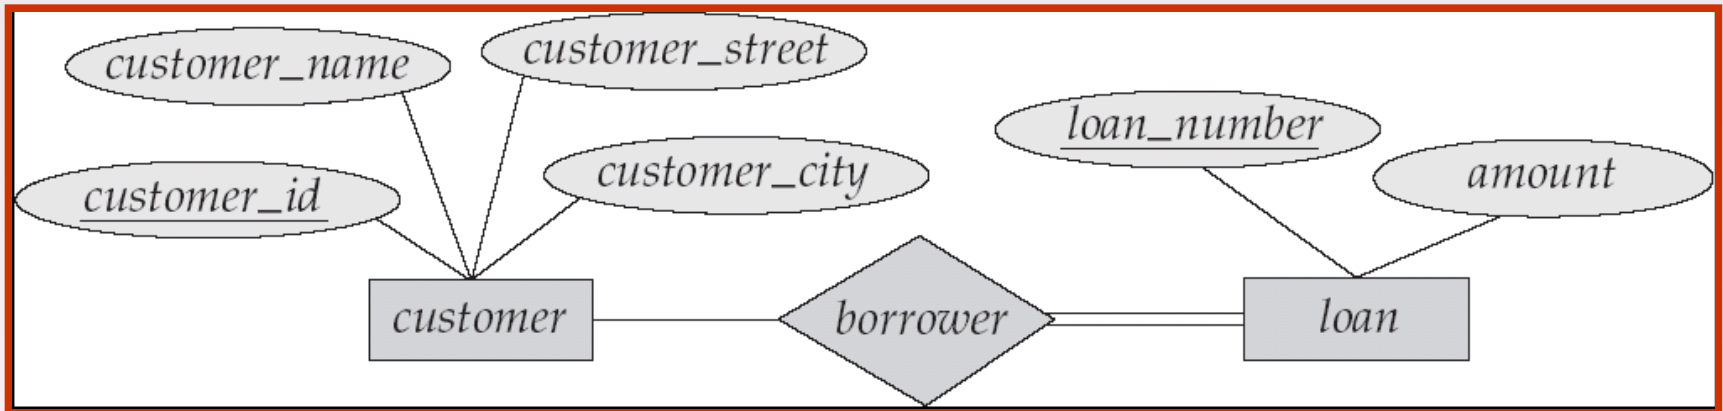 customer_name
customer_street
customer_id
customer_city
loan_number
amount
customer
borrower
loan